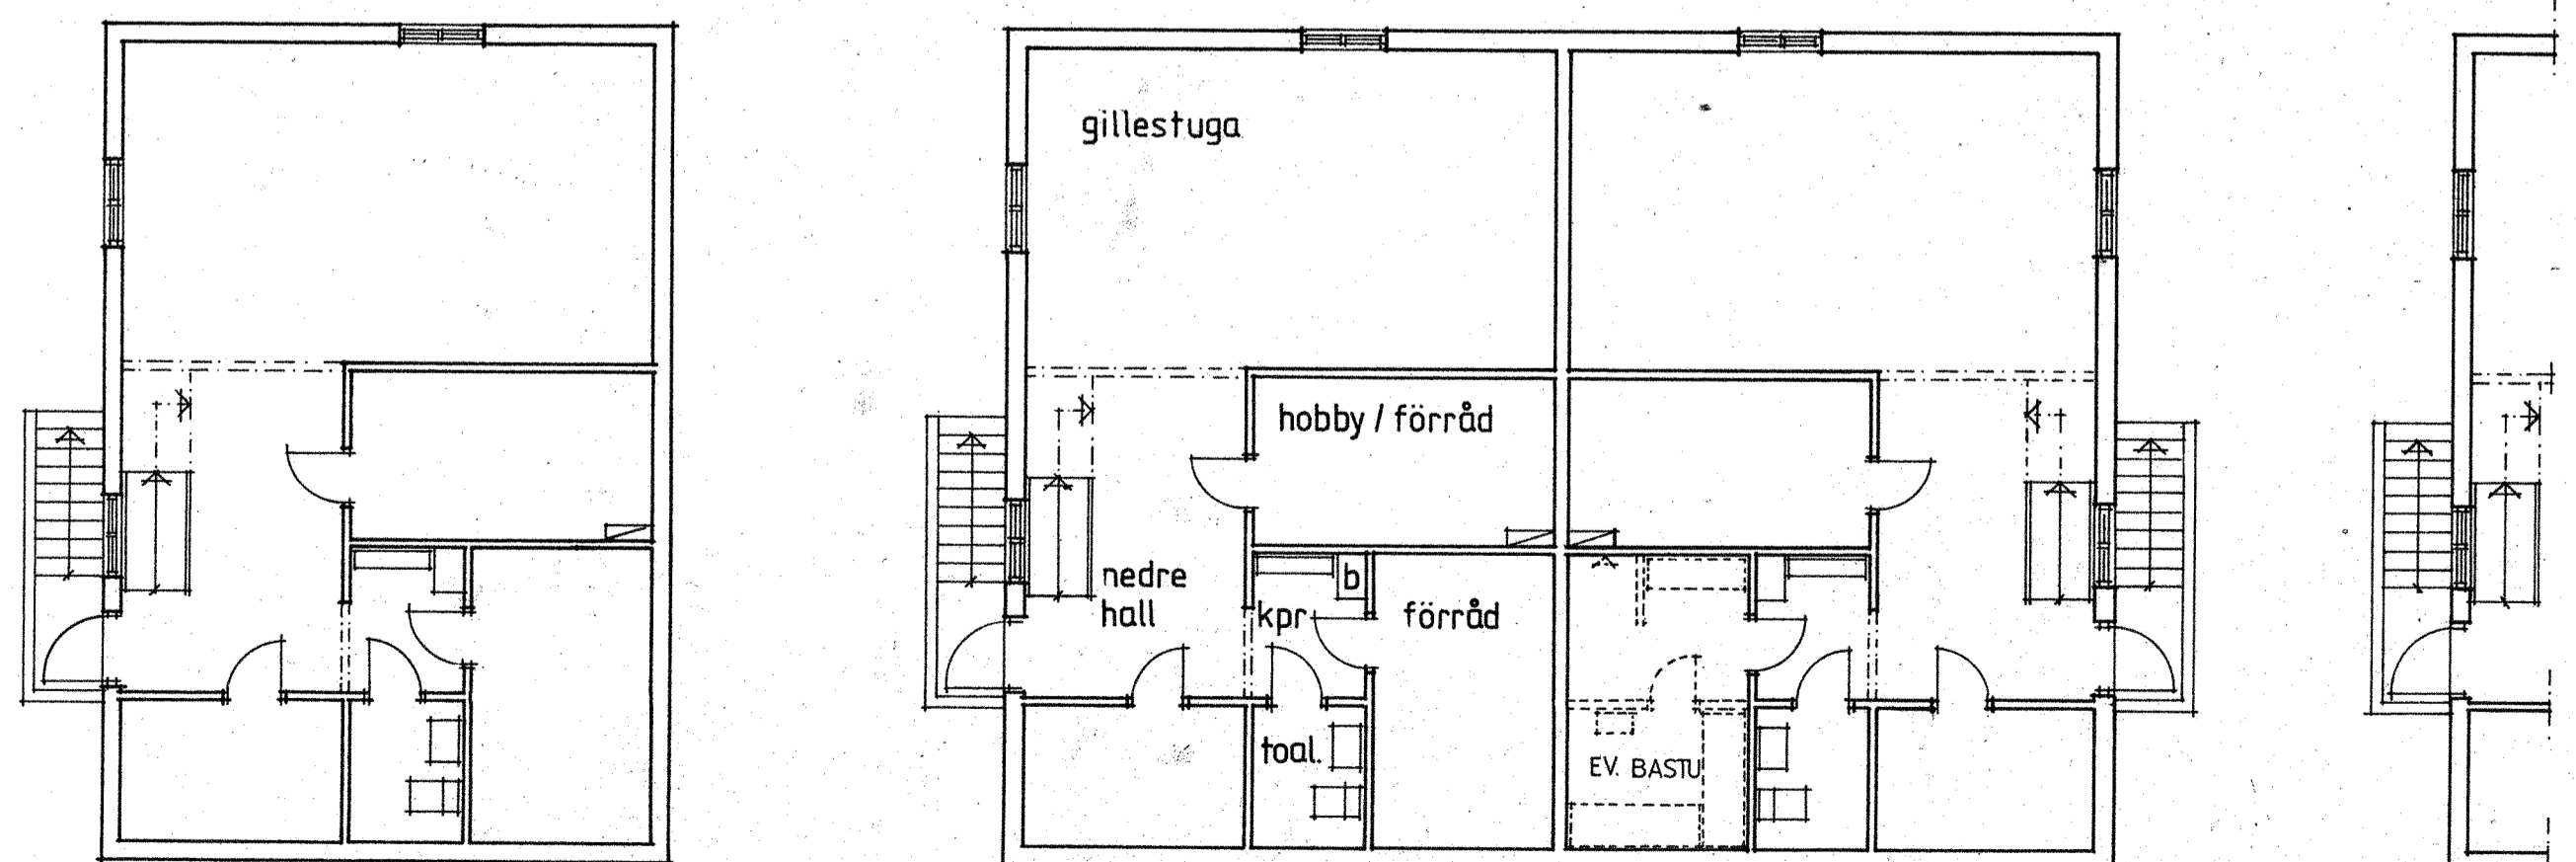 gillestuga
hobby / förråd
nedre
hall
b
kpr
förråd
toal.
EV. BASTU